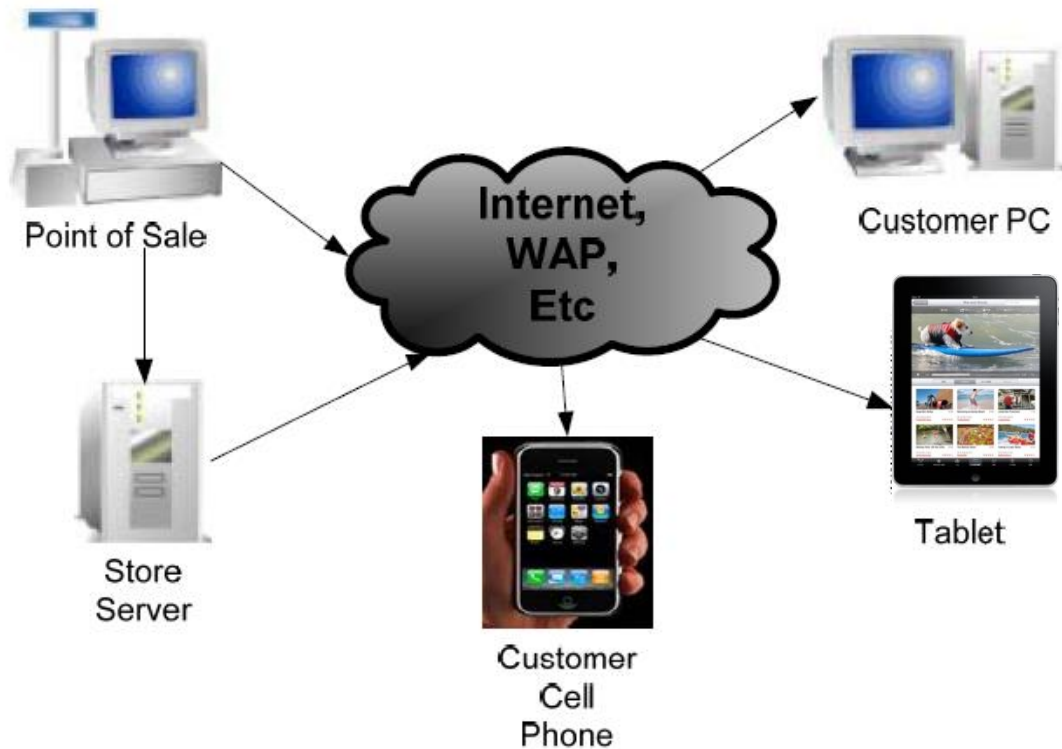 Internet,
WAP,
Etc
Point of Sale
Customer PC
Store
Server
Tablet
Customer
Cell
Phone